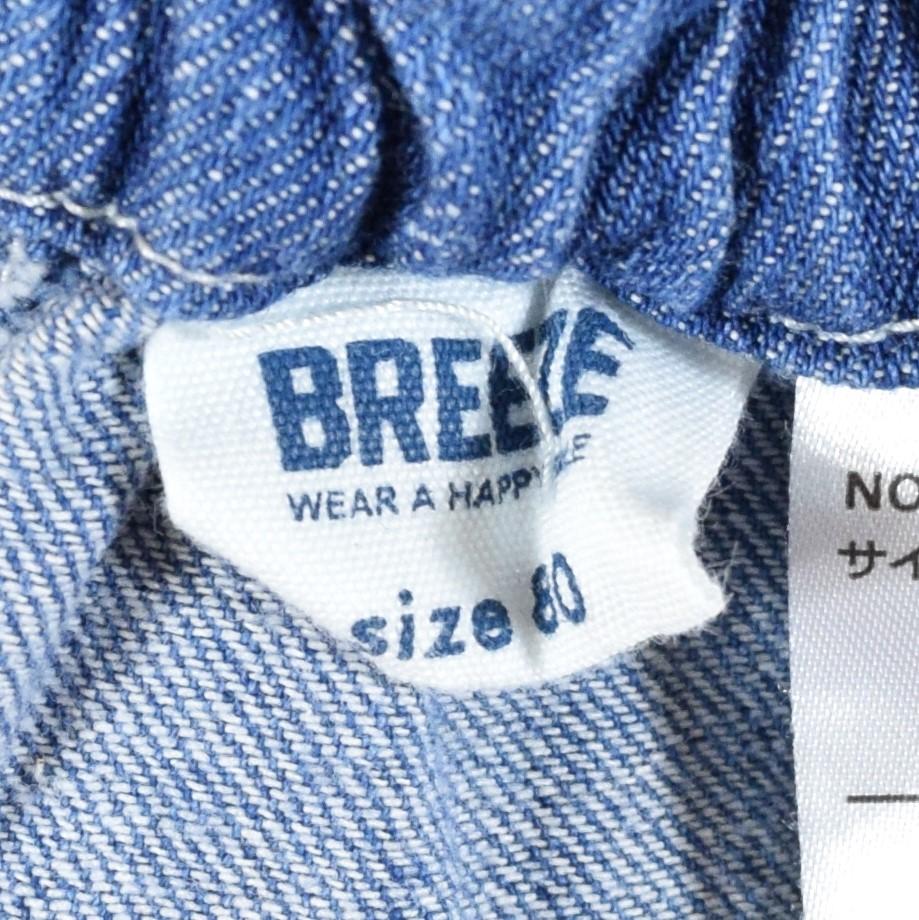 BREEZE
WEAR A HAPPY
size 80
NO
サイ